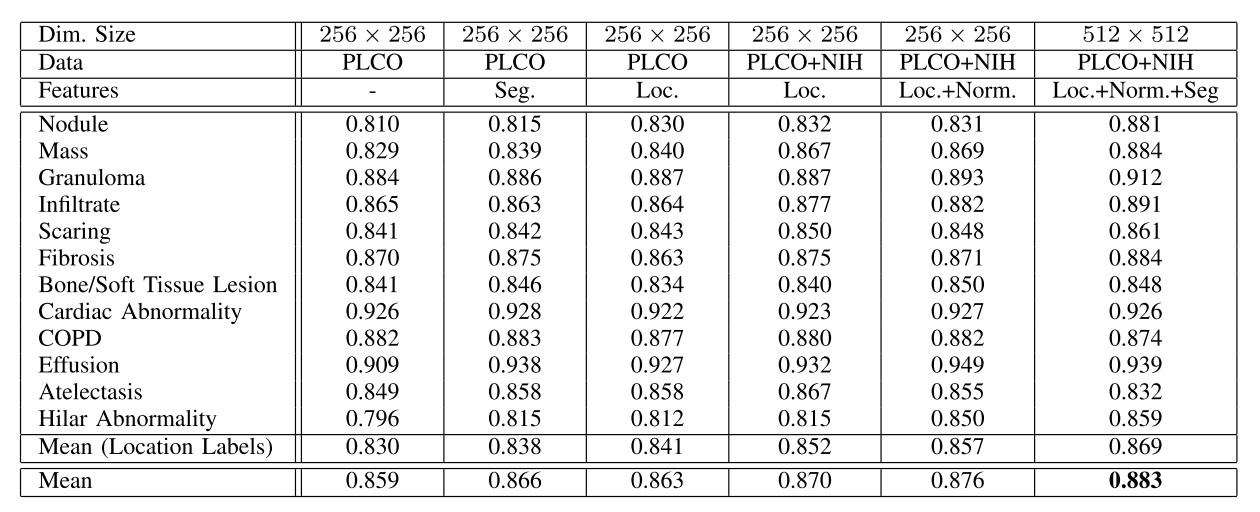 Dim. Size 256 × 256 256 × 256 256 × 256 256 × 256 256 × 256 512 × 512
Data PLCO PLCO PLCO PLCO+NIH PLCO+NIH PLCO+NIH
Features - Seg. Loc. Loc. Loc.+Norm. Loc.+Norm.+Seg
Nodule 0.810 0.815 0.830 0.832 0.831 0.881
Mass 0.829 0.839 0.840 0.867 0.869 0.884
Granuloma 0.884 0.886 0.887 0.887 0.893 0.912
Infiltrate 0.865 0.863 0.864 0.877 0.882 0.891
Scaring 0.841 0.842 0.843 0.850 0.848 0.861
Fibrosis 0.870 0.875 0.863 0.875 0.871 0.884
Bone/Soft Tissue Lesion 0.841 0.846 0.834 0.840 0.850 0.848
Cardiac Abnormality 0.926 0.928 0.922 0.923 0.927 0.926
COPD 0.882 0.883 0.877 0.880 0.882 0.874
Effusion 0.909 0.938 0.927 0.932 0.949 0.939
Atelectasis 0.849 0.858 0.858 0.867 0.855 0.832
Hilar Abnormality 0.796 0.815 0.812 0.815 0.850 0.859
Mean (Location Labels) 0.830 0.838 0.841 0.852 0.857 0.869
Mean 0.859 0.866 0.863 0.870 0.876 0.883